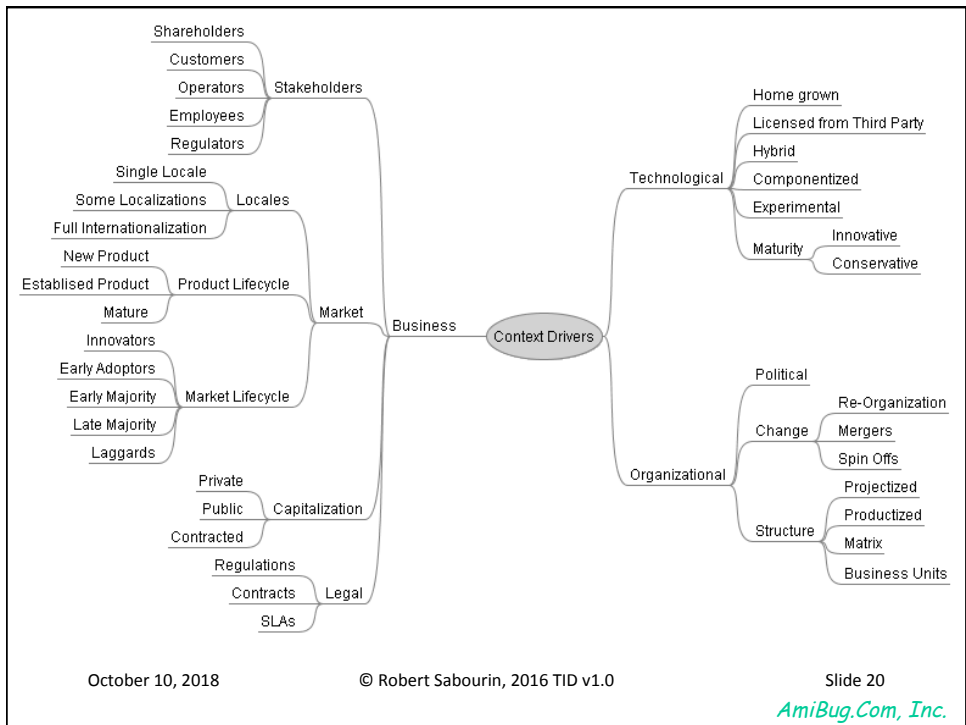 Shareholders
Customers
Operators
Employees
Regulators
Stakeholders
Single Locale
Some Localizations
Full Internationalization
Locales
New Product
Establised Product
Mature
Product Lifecycle
Innovators
Early Adoptors
Early Majority
Late Majority
Laggards
Market Lifecycle
Market
Private
Public
Contracted
Capitalization
Regulations
Contracts
SLAs
Legal
Business
Context Drivers
Technological
Home grown
Licensed from Third Party
Hybrid
Componentized
Experimental
Maturity
Innovative
Conservative
Organizational
Political
Change
Re-Organization
Mergers
Spin Offs
Structure
Projectized
Productized
Matrix
Business Units
October 10, 2018 © Robert Sabourin, 2016 TID v1.0 Slide 20
AmiBug.Com, Inc.